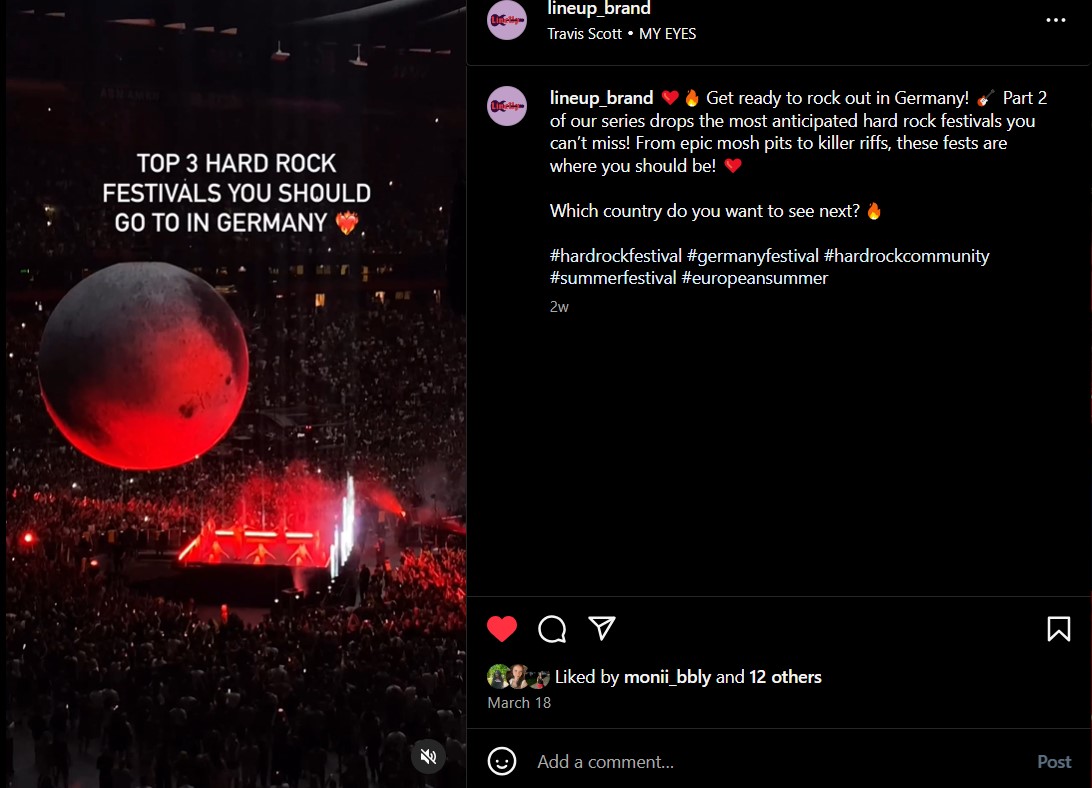 lineup_brand
Travis Scott • MY EYES
TOP 3 HARD ROCK
FESTIVALS YOU SHOULD
GO TO IN GERMANY ❤️‍🔥
lineup_brand ❤️🔥 Get ready to rock out in Germany! 🎸 Part 2
of our series drops the most anticipated hard rock festivals you
can’t miss! From epic mosh pits to killer riffs, these fests are
where you should be! ❤️
Which country do you want to see next? 🔥
#hardrockfestival #germanyfestival #hardrockcommunity
#summerfestival #europeansummer
2w
Liked by monii_bbly and 12 others
March 18
Add a comment...
Post